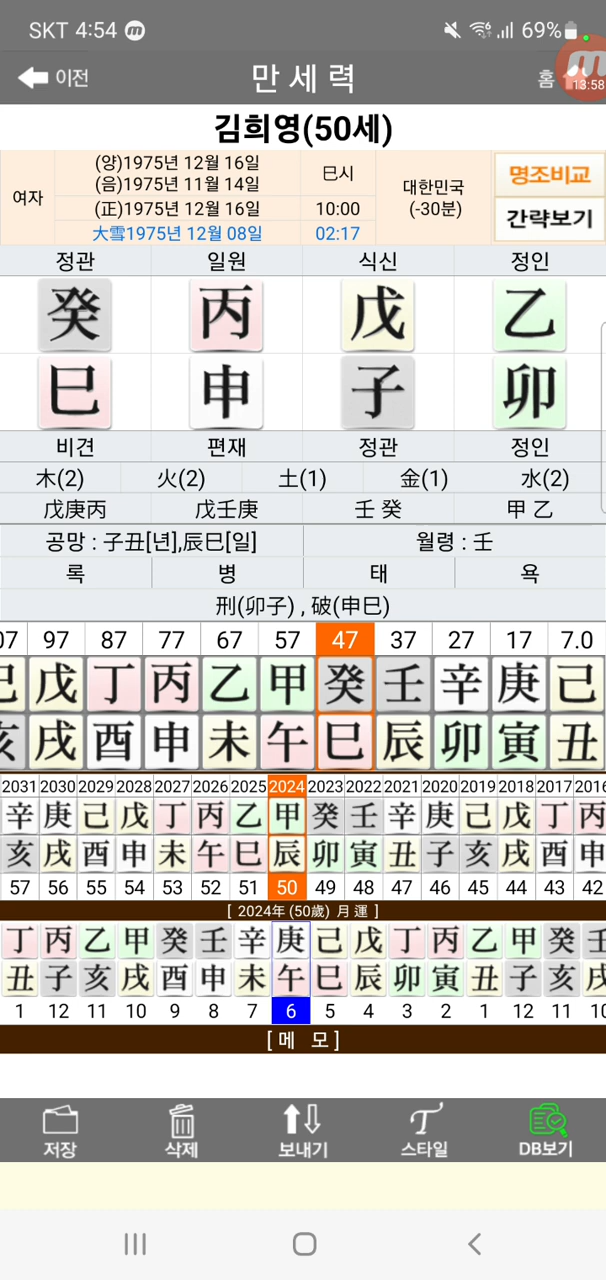 SKT 4:54 m 69%
이전 만세력 홈
13:58
김희영(50세)
여자
(양)1975년 12월 16일
(음)1975년 11월 14일
巳시
(正)1975년 12월 16일 10:00
大雪1975년 12월 08일 02:17
대한민국
(-30분)
명조비교
간략보기
정관 일원 식신 정인
癸 丙 戊 乙
巳 申 子 卯
비견 편재 정관 정인
木(2) 火(2) 土(1) 金(1) 水(2)
戊庚丙 戊壬庚 壬 癸 甲 乙
공망 : 子丑[년],辰巳[일] 월령 : 壬
록 병 태 욕
刑(卯子) , 破(申巳)
07 97 87 77 67 57 47 37 27 17 7.0
己 戊 丁 丙 乙 甲 癸 壬 辛 庚 己
亥 戌 酉 申 未 午 巳 辰 卯 寅 丑
2031 2030 2029 2028 2027 2026 2025 2024 2023 2022 2021 2020 2019 2018 2017 2016
辛 庚 己 戊 丁 丙 乙 甲 癸 壬 辛 庚 己 戊 丁 丙
亥 戌 酉 申 未 午 巳 辰 卯 寅 丑 子 亥 戌 酉 申
57 56 55 54 53 52 51 50 49 48 47 46 45 44 43 42
[ 2024年 (50歲) 月 運 ]
丁 丙 乙 甲 癸 壬 辛 庚 己 戊 丁 丙 乙 甲 癸 壬
丑 子 亥 戌 酉 申 未 午 巳 辰 卯 寅 丑 子 亥 戌
1 12 11 10 9 8 7 6 5 4 3 2 1 12 11 10
[ 메 모 ]
저장 삭제 보내기 스타일 DB보기